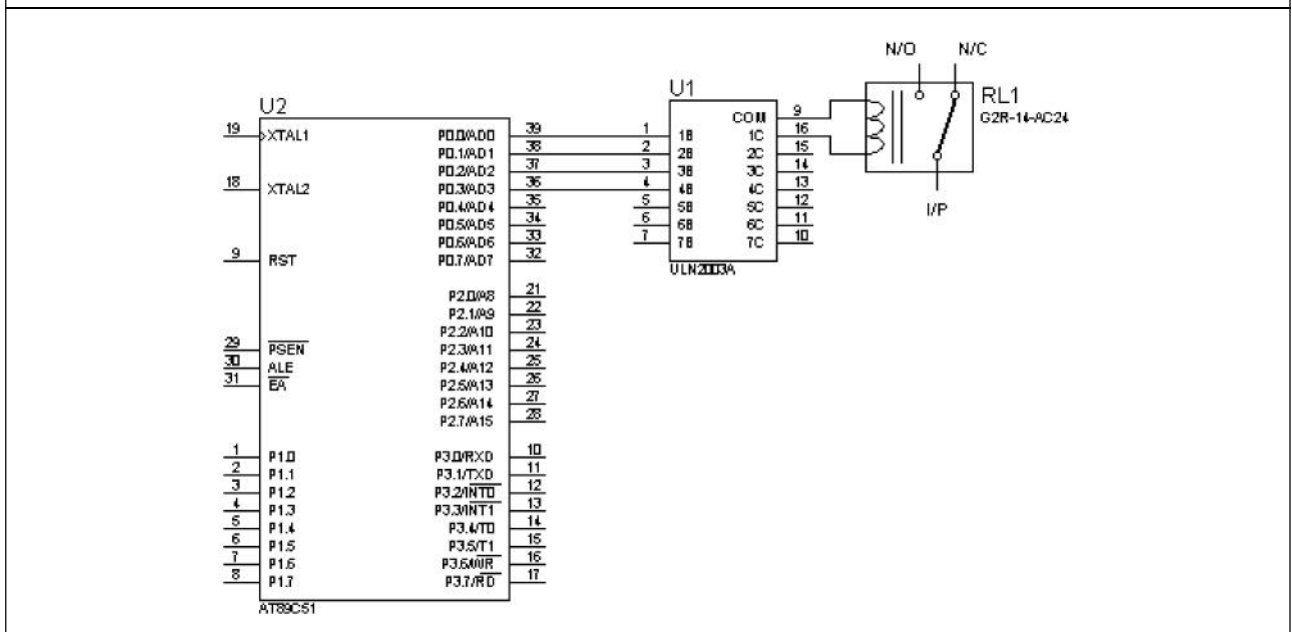 N/O N/C
U1
RL1
G2R-14-AC24
U2
COM 9
1 1B 1C 16
2 2B 2C 15
3 3B 3C 14
4 4B 4C 13
5 5B 5C 12
6 6B 6C 11
7 7B 7C 10
ULN2003A
I/P
19 XTAL1
18 XTAL2
9 RST
29 PSEN
30 ALE
31 EA
1 P1.0
2 P1.1
3 P1.2
4 P1.3
5 P1.4
6 P1.5
7 P1.6
8 P1.7
P0.0/AD0 39
P0.1/AD1 38
P0.2/AD2 37
P0.3/AD3 36
P0.4/AD4 35
P0.5/AD5 34
P0.6/AD6 33
P0.7/AD7 32
P2.0/A8 21
P2.1/A9 22
P2.2/A10 23
P2.3/A11 24
P2.4/A12 25
P2.5/A13 26
P2.6/A14 27
P2.7/A15 28
P3.0/RXD 10
P3.1/TXD 11
P3.2/INT0 12
P3.3/INT1 13
P3.4/T0 14
P3.5/T1 15
P3.6/WR 16
P3.7/RD 17
AT89C51